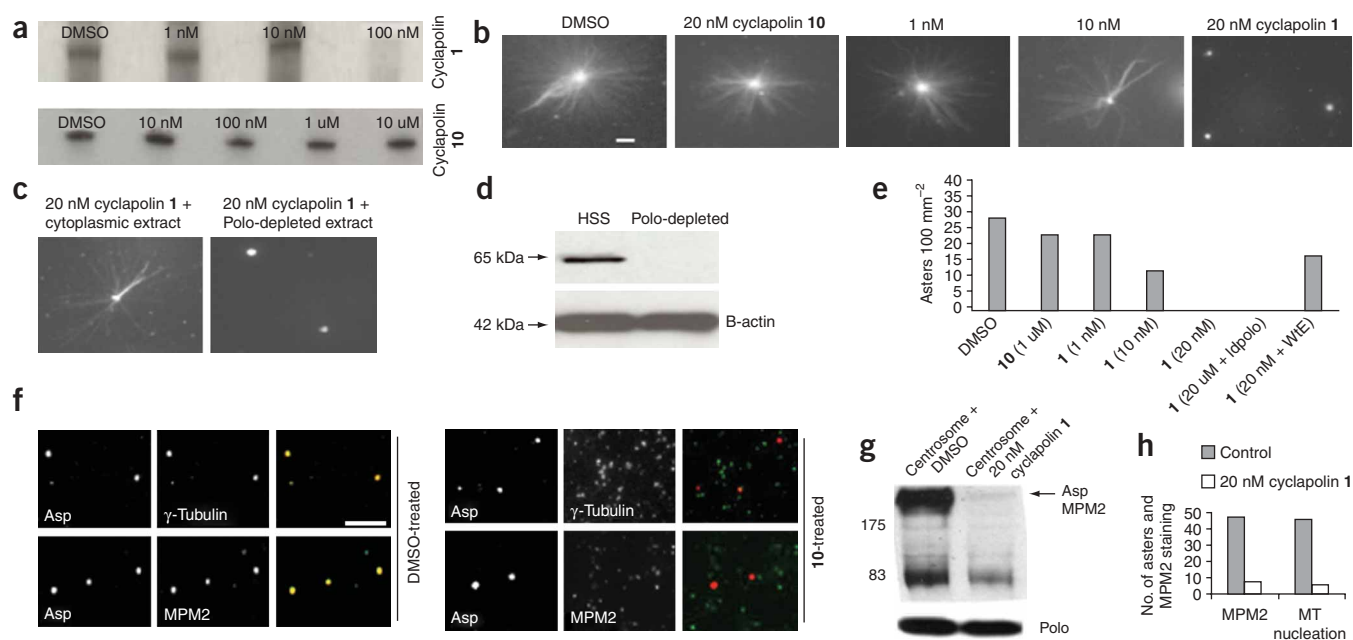 a
DMSO 1 nM 10 nM 100 nM
Cyclapolin
1
DMSO 10 nM 100 nM 1 uM 10 uM
Cyclapolin
10
b
DMSO 20 nM cyclapolin 10 1 nM 10 nM 20 nM cyclapolin 1
c
20 nM cyclapolin 1 + 20 nM cyclapolin 1 +
cytoplasmic extract Polo-depleted extract
d
HSS Polo-depleted
65 kDa
42 kDa
B-actin
e
Asters 100 mm⁻²
40
35
30
25
20
15
10
5
0
DMSO
10 (1 uM)
1 (1 nM)
1 (10 nM)
1 (20 nM)
1 (20 uM + ldpolo)
1 (20 nM + WtE)
f
Asp γ-Tubulin
Asp MPM2
DMSO-treated
Asp γ-Tubulin
Asp MPM2
10-treated
g
Centrosome +
DMSO
Centrosome +
20 nM
cyclapolin 1
Asp
MPM2
175
83
Polo
h
Control
20 nM cyclapolin 1
No. of asters and
MPM2 staining
50
40
30
20
10
0
MPM2 MT
nucleation